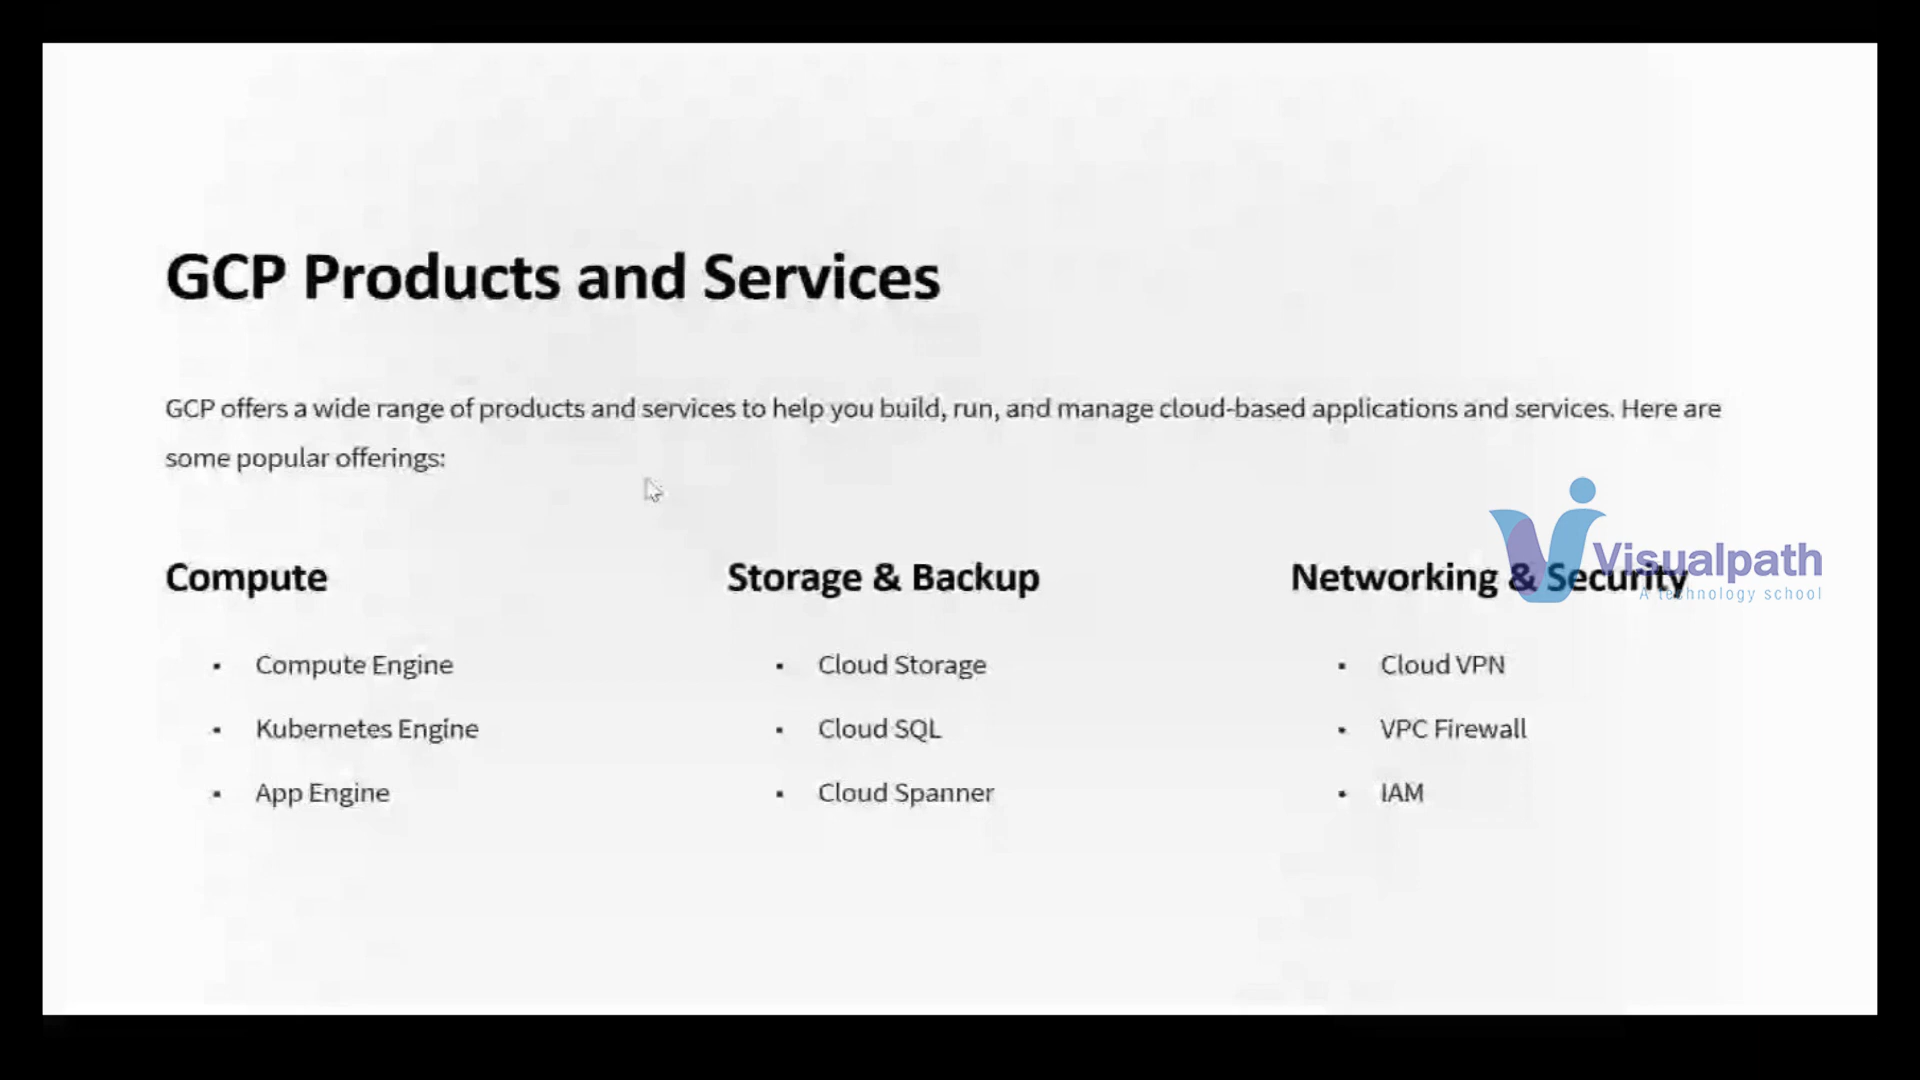 GCP Products and Services
GCP offers a wide range of products and services to help you build, run, and manage cloud-based applications and services. Here are
some popular offerings:
Compute
• Compute Engine
• Kubernetes Engine
• App Engine
Storage & Backup
• Cloud Storage
• Cloud SQL
• Cloud Spanner
Networking & Security
• Cloud VPN
• VPC Firewall
• IAM
Visualpath
A technology school